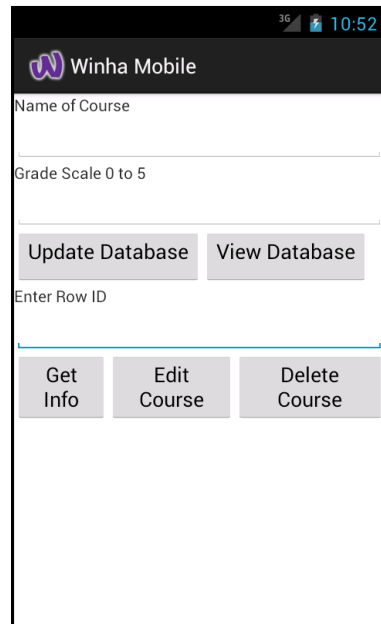 3G 10:52
Winha Mobile
Name of Course
Grade Scale 0 to 5
Update Database View Database
Enter Row ID
Get Edit Delete
Info Course Course